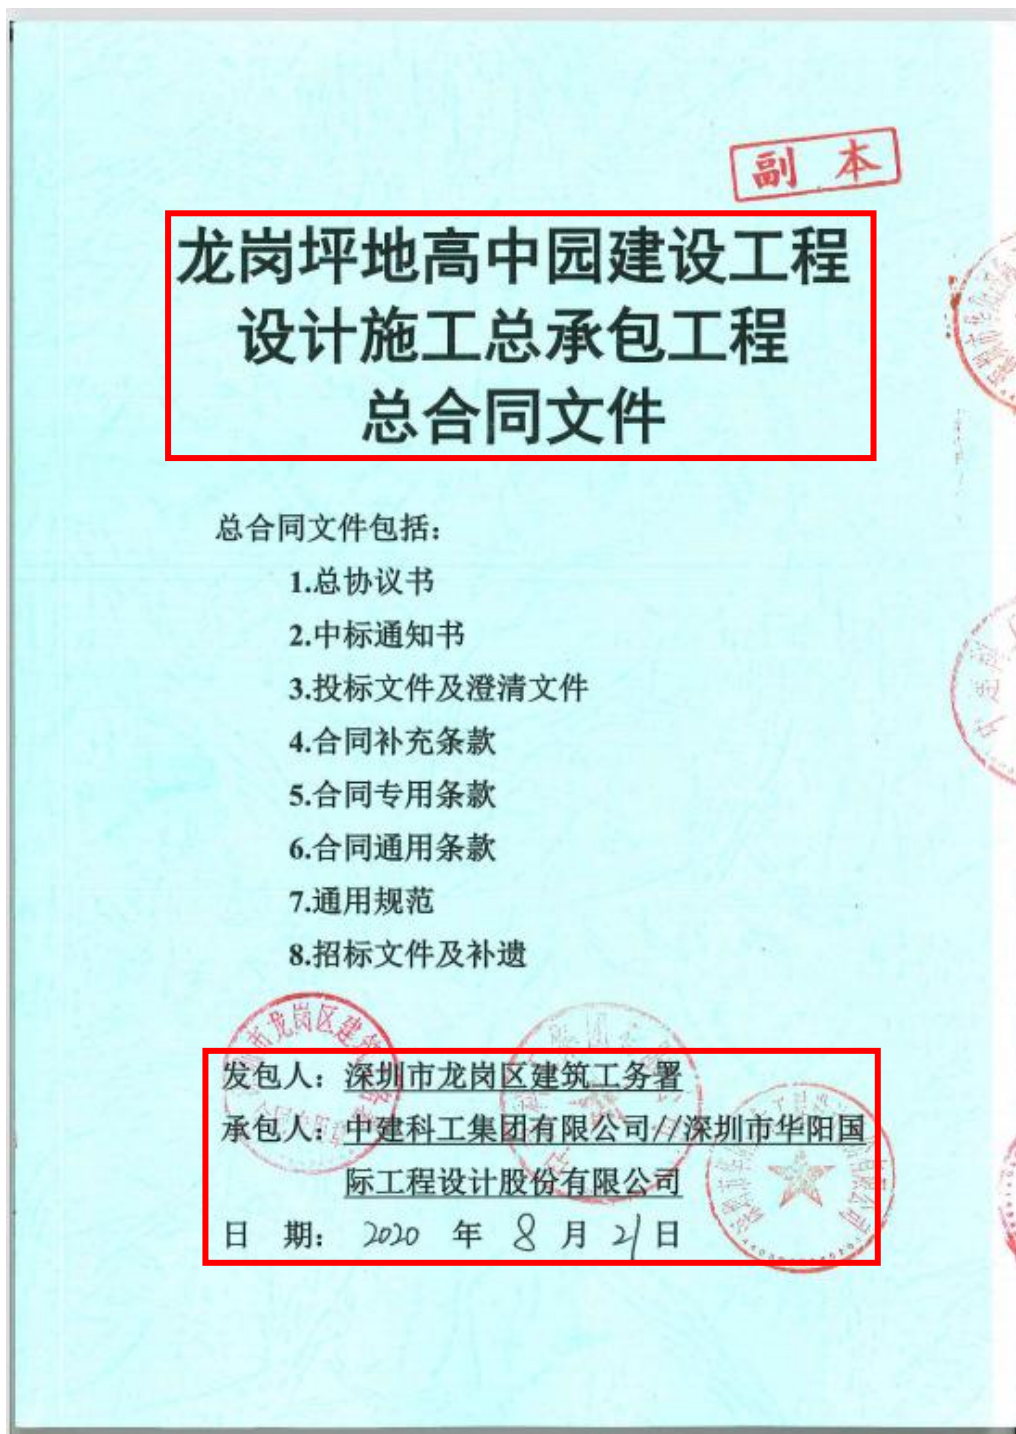 副 本
龙岗坪地高中园建设工程
设计施工总承包工程
总合同文件
总合同文件包括：
1.总协议书
2.中标通知书
3.投标文件及澄清文件
4.合同补充条款
5.合同专用条款
6.合同通用条款
7.通用规范
8.招标文件及补遗
发包人：深圳市龙岗区建筑工务署
承包人：中建科工集团有限公司//深圳市华阳国
际工程设计股份有限公司
日 期： 2020 年 8 月 21 日